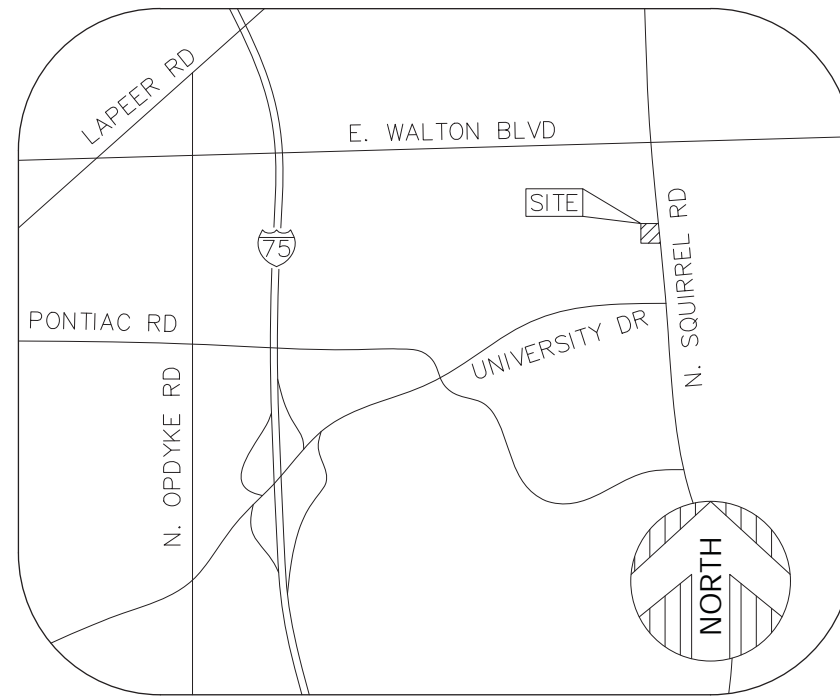 LAPEER RD
E. WALTON BLVD
SITE
N. SQUIRREL RD
75
PONTIAC RD
UNIVERSITY DR
N. OPDYKE RD
NORTH